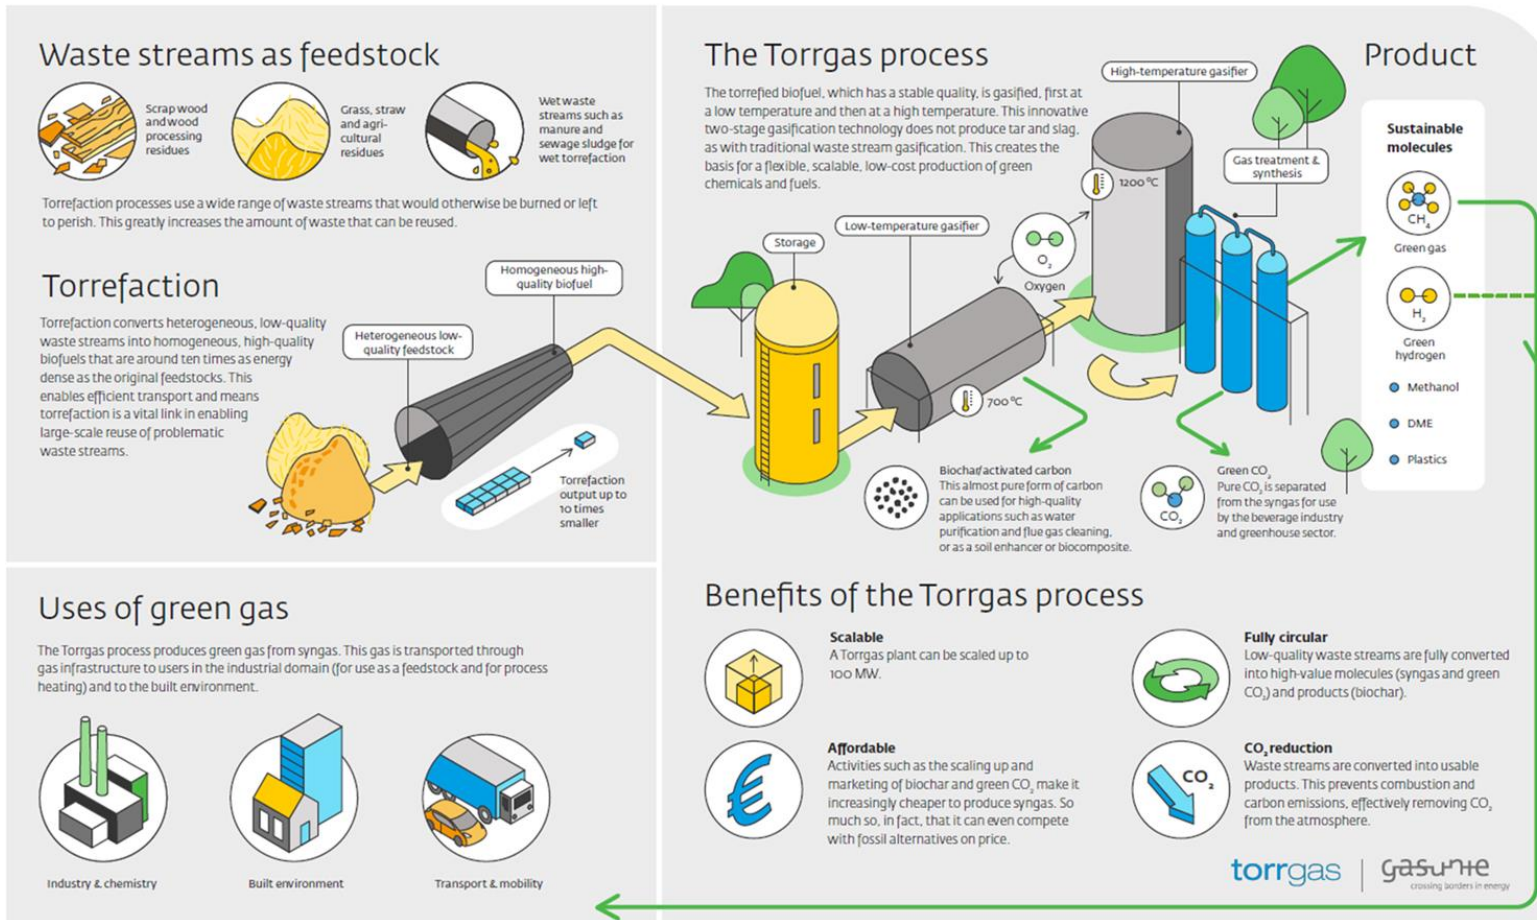 Waste streams as feedstock
Scrap wood
and wood
processing
residues
Grass, straw
and agri-
cultural
residues
Wet waste
streams such as
manure and
sewage sludge for
wet torrefaction
Torrefaction processes use a wide range of waste streams that would otherwise be burned or left
to perish. This greatly increases the amount of waste that can be reused.
Torrefaction
Torrefaction converts heterogeneous, low-quality
waste streams into homogeneous, high-quality
biofuels that are around ten times as energy
dense as the original feedstocks. This
enables efficient transport and means
torrefaction is a vital link in enabling
large-scale reuse of problematic
waste streams.
Heterogeneous low-
quality feedstock
Homogeneous high-
quality biofuel
Torrefaction
output up to
10 times
smaller
The Torrgas process
The torrefied biofuel, which has a stable quality, is gasified, first at
a low temperature and then at a high temperature. This innovative
two-stage gasification technology does not produce tar and slag,
as with traditional waste stream gasification. This creates the
basis for a flexible, scalable, low-cost production of green
chemicals and fuels.
Storage
Low-temperature gasifier
700 °C
O₂
Oxygen
High-temperature gasifier
1200 °C
Gas treatment &
synthesis
Biochar/activated carbon
This almost pure form of carbon
can be used for high-quality
applications such as water
purification and flue gas cleaning,
or as a soil enhancer or biocomposite.
CO₂
Green CO₂
Pure CO₂ is separated
from the syngas for use
by the beverage industry
and greenhouse sector.
Product
Sustainable
molecules
CH₄
Green gas
H₂
Green
hydrogen
Methanol
DME
Plastics
Uses of green gas
The Torrgas process produces green gas from syngas. This gas is transported through
gas infrastructure to users in the industrial domain (for use as a feedstock and for process
heating) and to the built environment.
Industry & chemistry
Built environment
Transport & mobility
Benefits of the Torrgas process
Scalable
A Torrgas plant can be scaled up to
100 MW.
Fully circular
Low-quality waste streams are fully converted
into high-value molecules (syngas and green
CO₂) and products (biochar).
Affordable
Activities such as the scaling up and
marketing of biochar and green CO₂ make it
increasingly cheaper to produce syngas. So
much so, in fact, that it can even compete
with fossil alternatives on price.
CO₂
CO₂ reduction
Waste streams are converted into usable
products. This prevents combustion and
carbon emissions, effectively removing CO₂
from the atmosphere.
torrgas
gasunie
crossing borders in energy